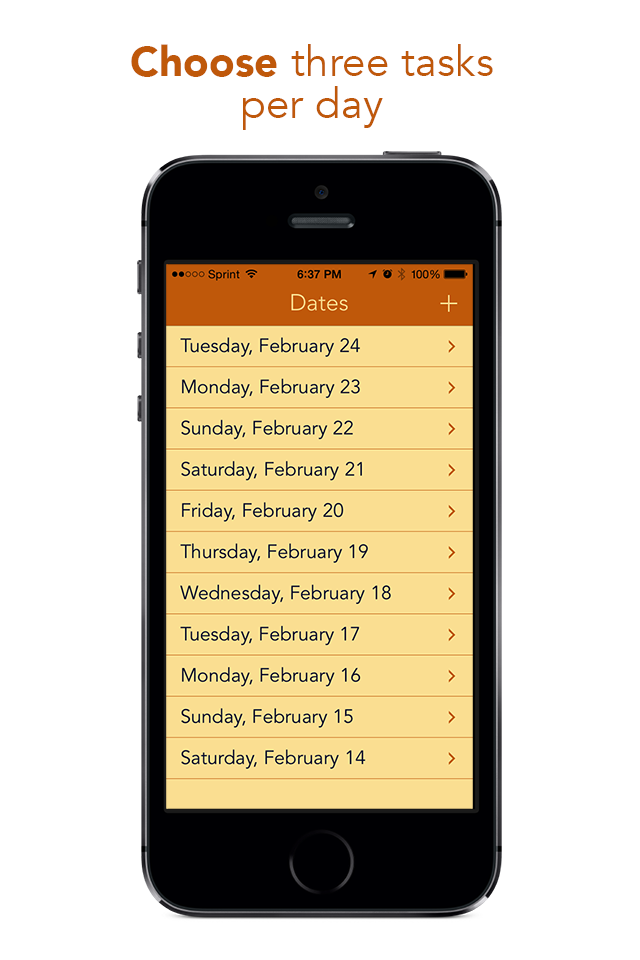 Choose three tasks
per day
Sprint 6:37 PM 100%
Dates +
Tuesday, February 24
Monday, February 23
Sunday, February 22
Saturday, February 21
Friday, February 20
Thursday, February 19
Wednesday, February 18
Tuesday, February 17
Monday, February 16
Sunday, February 15
Saturday, February 14